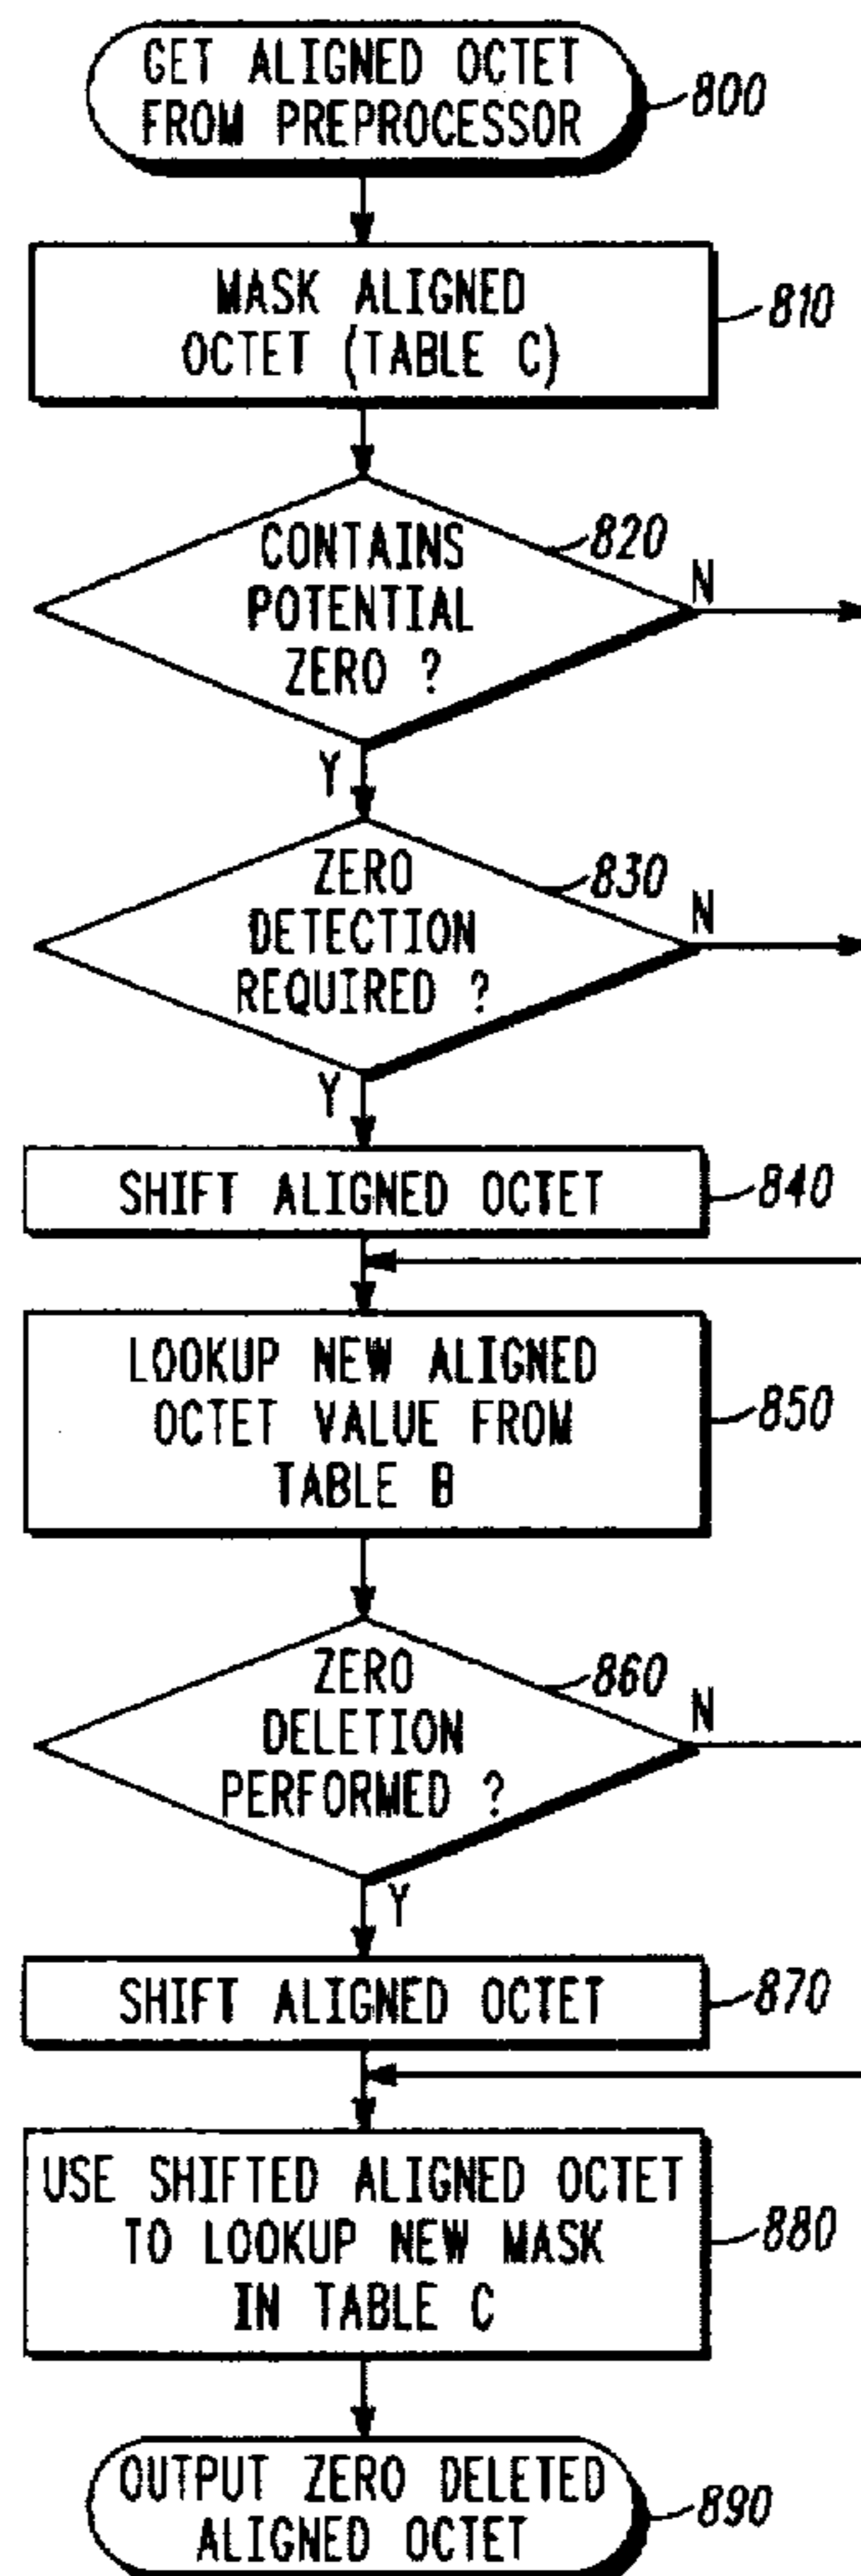 GET ALIGNED OCTET
FROM PREPROCESSOR
800
MASK ALIGNED
OCTET (TABLE C)
810
CONTAINS
POTENTIAL
ZERO ?
820
N
Y
ZERO
DETECTION
REQUIRED ?
830
N
Y
SHIFT ALIGNED OCTET
840
LOOKUP NEW ALIGNED
OCTET VALUE FROM
TABLE B
850
ZERO
DELETION
PERFORMED ?
860
N
Y
SHIFT ALIGNED OCTET
870
USE SHIFTED ALIGNED OCTET
TO LOOKUP NEW MASK
IN TABLE C
880
OUTPUT ZERO DELETED
ALIGNED OCTET
890